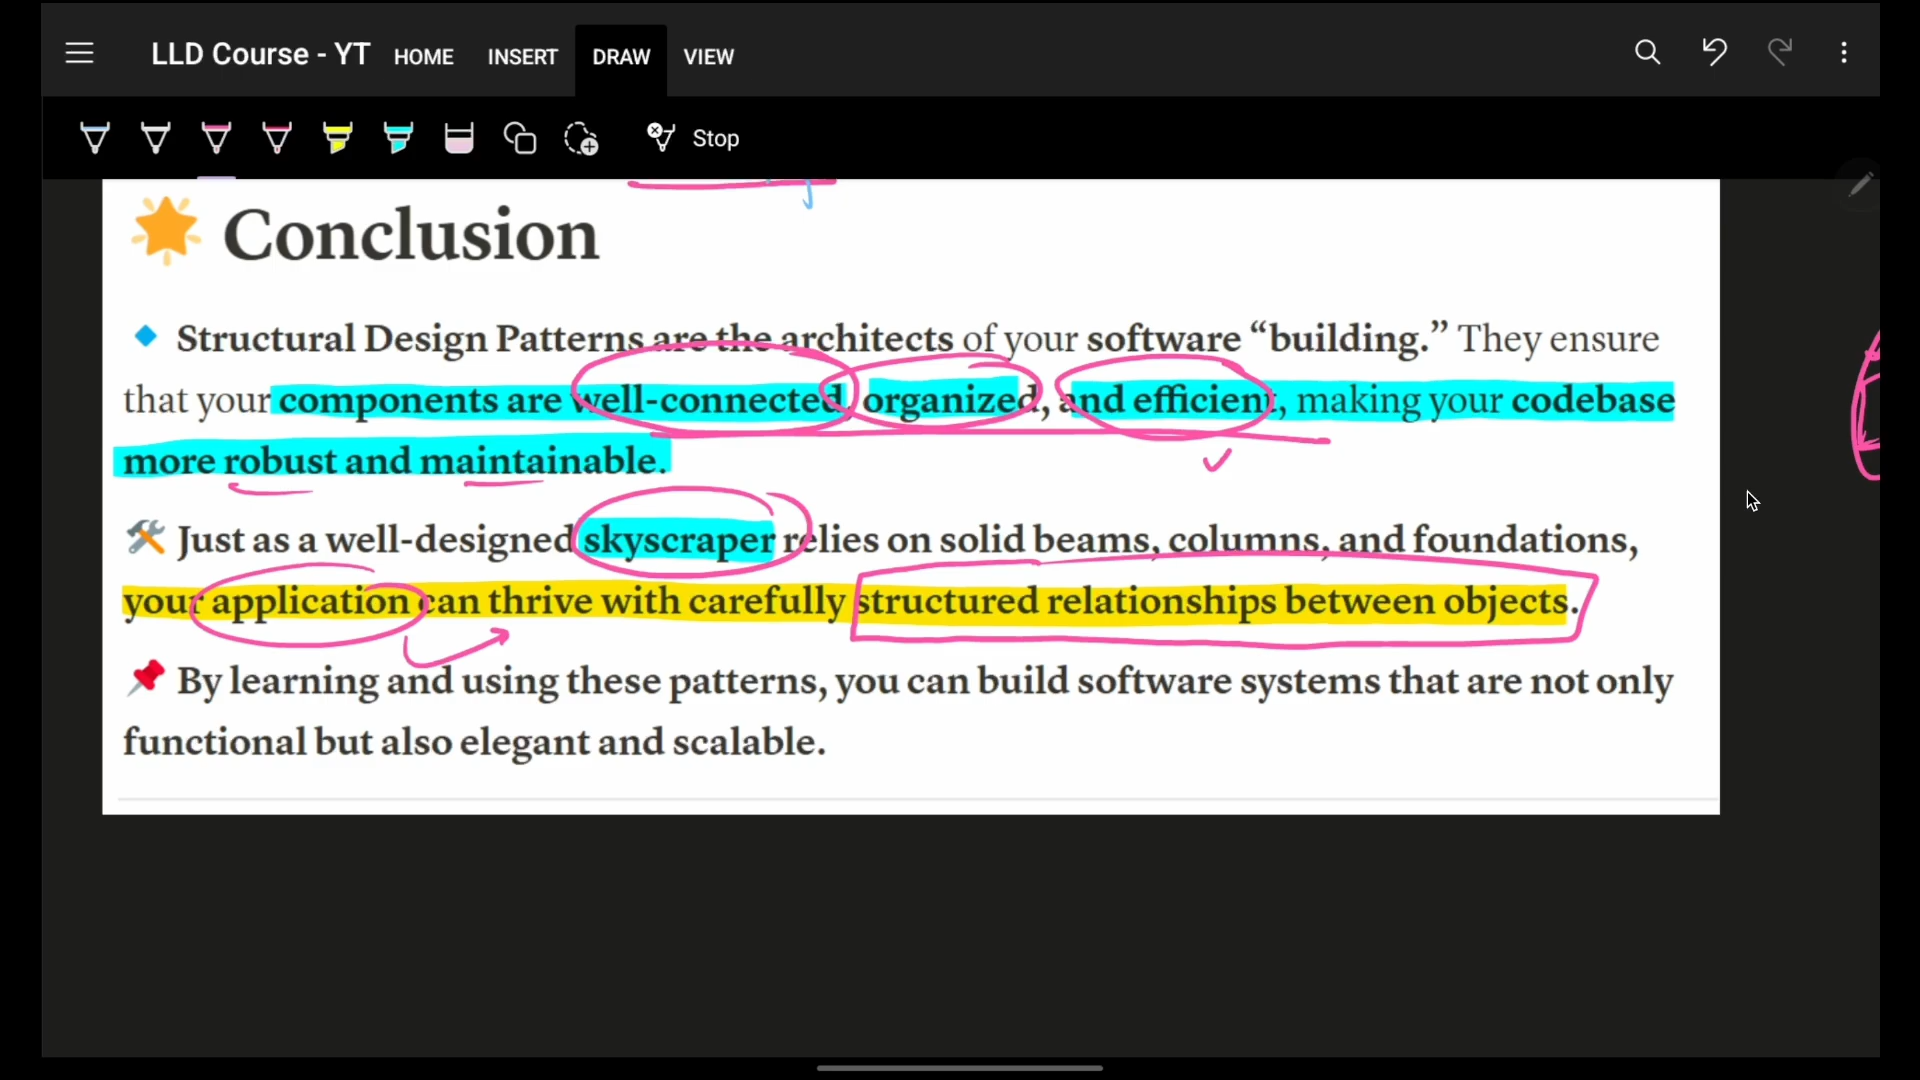 LLD Course - YT HOME INSERT DRAW VIEW
Stop
Conclusion
Structural Design Patterns are the architects of your software “building.” They ensure
that your components are well-connected, organized, and efficient, making your codebase
more robust and maintainable.
Just as a well-designed skyscraper relies on solid beams, columns, and foundations,
your application can thrive with carefully structured relationships between objects.
By learning and using these patterns, you can build software systems that are not only
functional but also elegant and scalable.